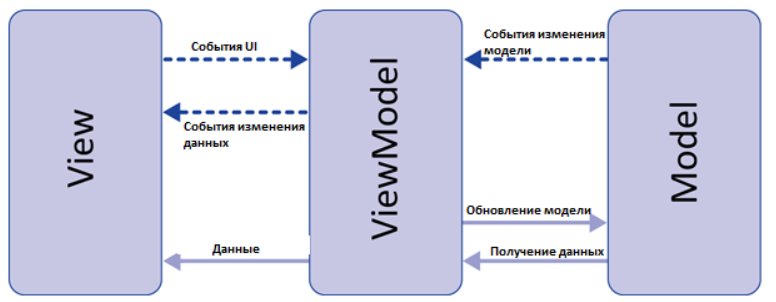 View
События UI
События изменения
данных
Данные
ViewModel
События изменения
модели
Обновление модели
Получение данных
Model